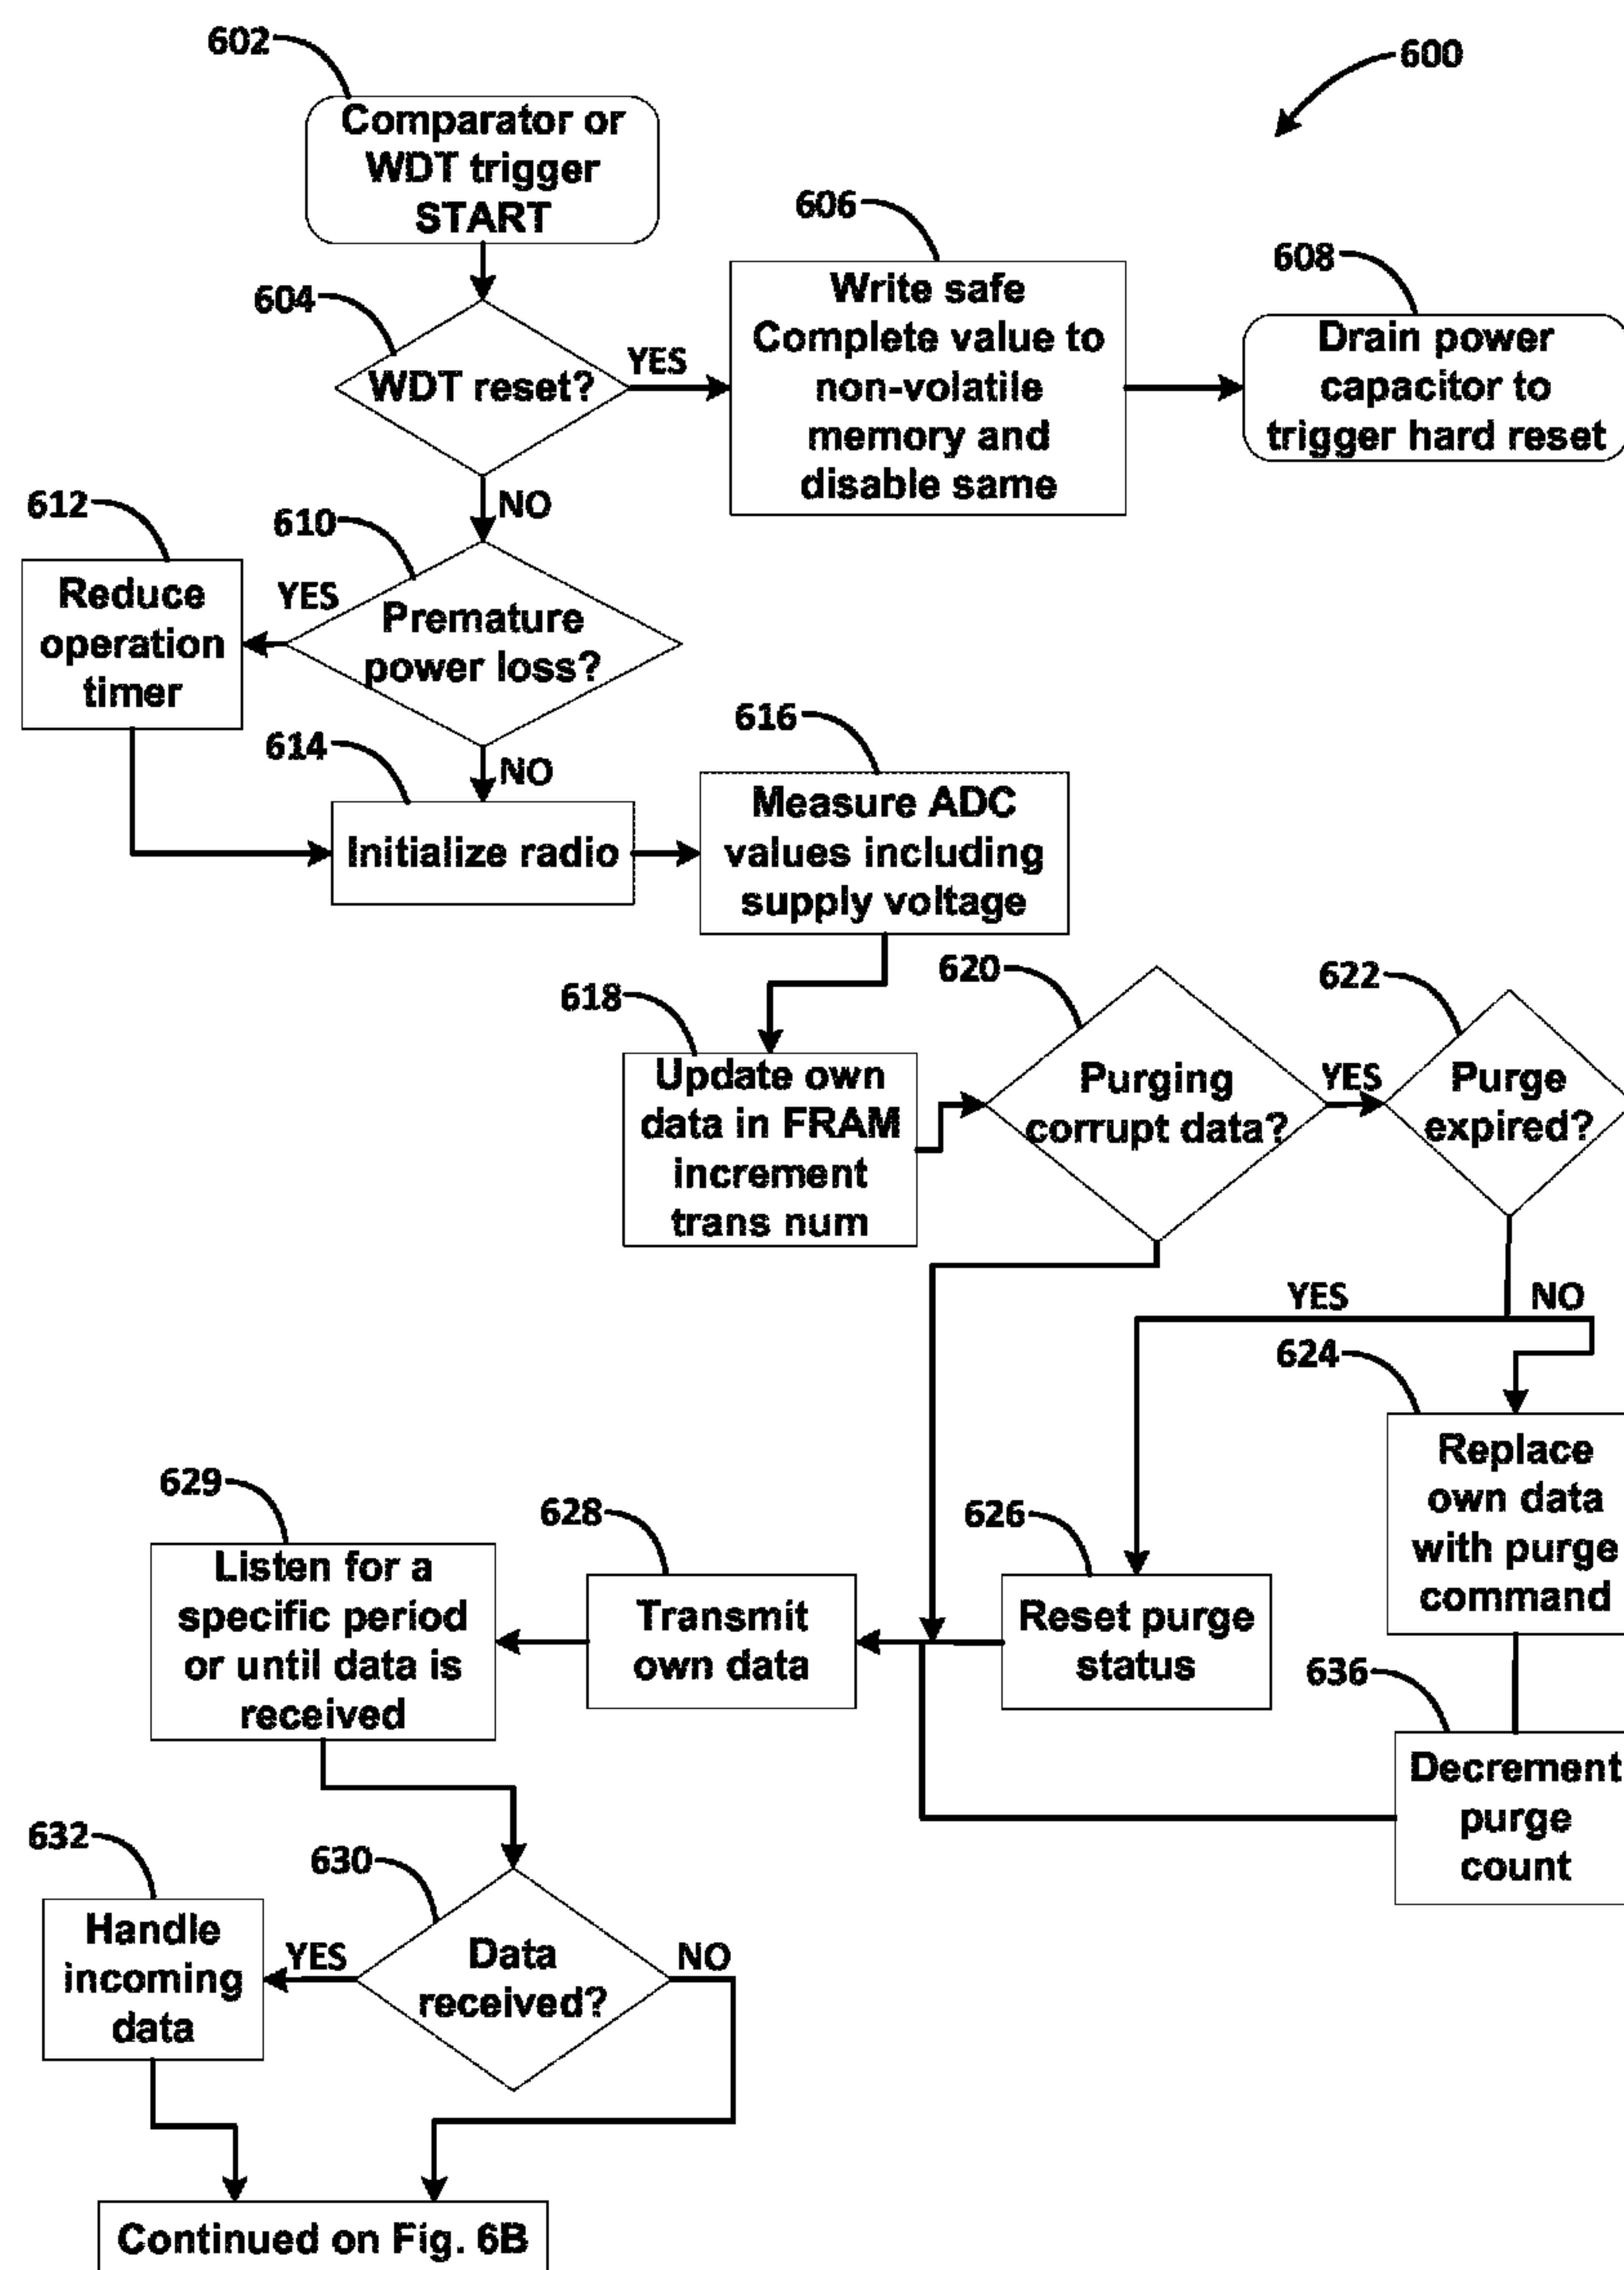 602
600
Comparator or
WDT trigger
START
606
608
604
WDT reset?
YES
Write safe
Complete value to
non-volatile
memory and
disable same
Drain power
capacitor to
trigger hard reset
NO
612
610
Reduce
operation
timer
YES
Premature
power loss?
614
NO
616
Initialize radio
Measure ADC
values including
supply voltage
618
620
622
Update own
data in FRAM
increment
trans num
Purging
corrupt data?
YES
Purge
expired?
YES
NO
624
Replace
own data
with purge
command
629
628
626
Listen for a
specific period
or until data is
received
Transmit
own data
Reset purge
status
636
Decrement
purge
count
632
630
Handle
incoming
data
YES
Data
received?
NO
Continued on Fig. 6B